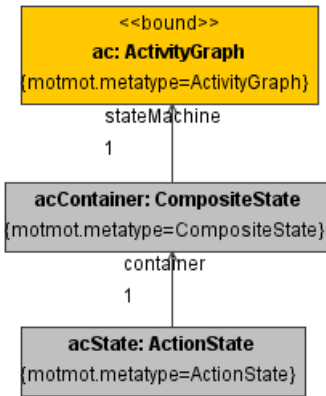 <<bound>>
ac: ActivityGraph
{motmot.metatype=ActivityGraph}
stateMachine
1
acContainer: CompositeState
{motmot.metatype=CompositeState}
container
1
acState: ActionState
{motmot.metatype=ActionState}